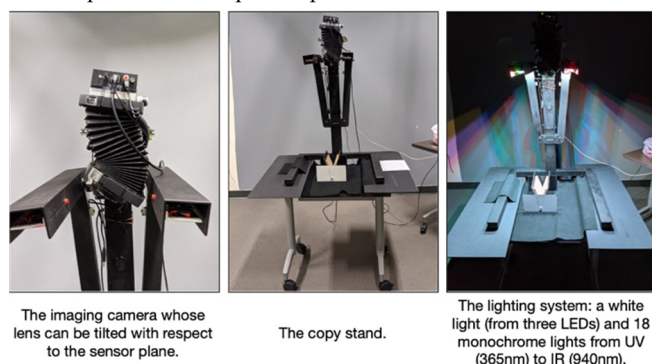 The imaging camera whose
lens can be tilted with respect
to the sensor plane.
The copy stand.
The lighting system: a white
light (from three LEDs) and 18
monochrome lights from UV
(365nm) to IR (940nm).